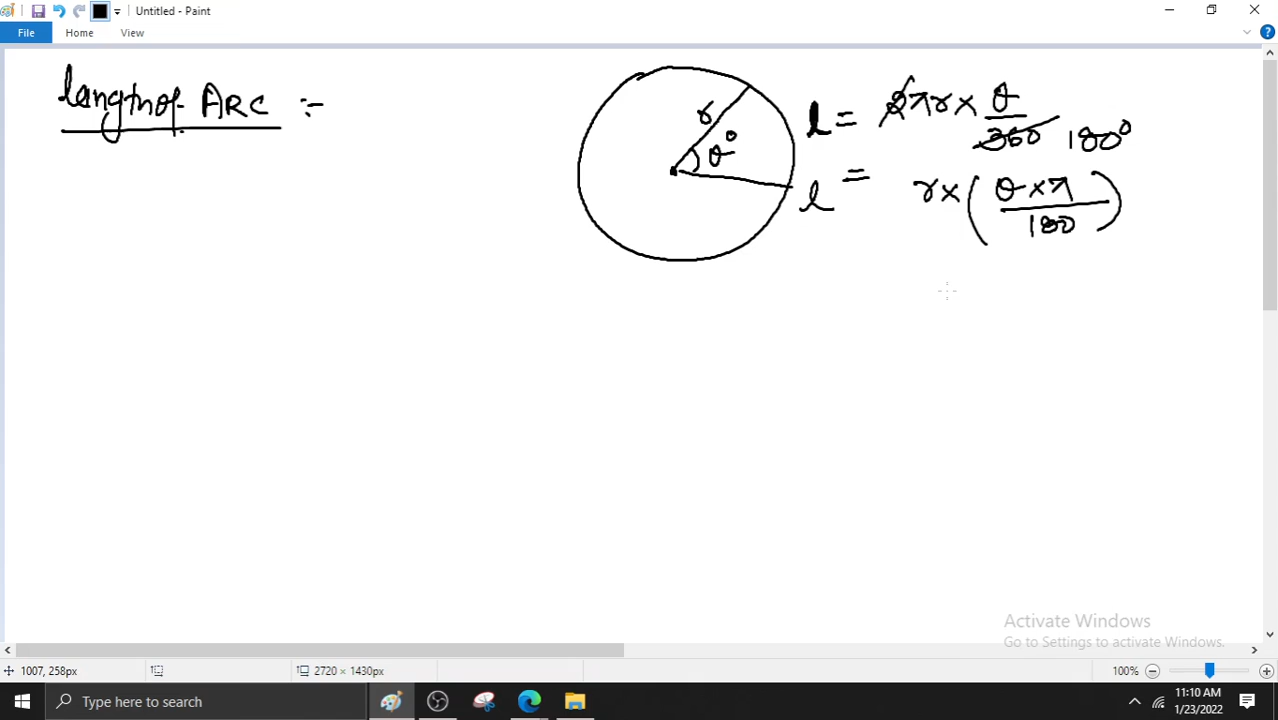 Untitled - Paint
File Home View
langth of ARC :-
r
θ°
l = 2πr × θ/360 180°
l = r × (θ × π / 180)
Activate Windows
Go to Settings to activate Windows.
1007, 258px
2720 × 1430px
100%
Type here to search
11:10 AM
1/23/2022